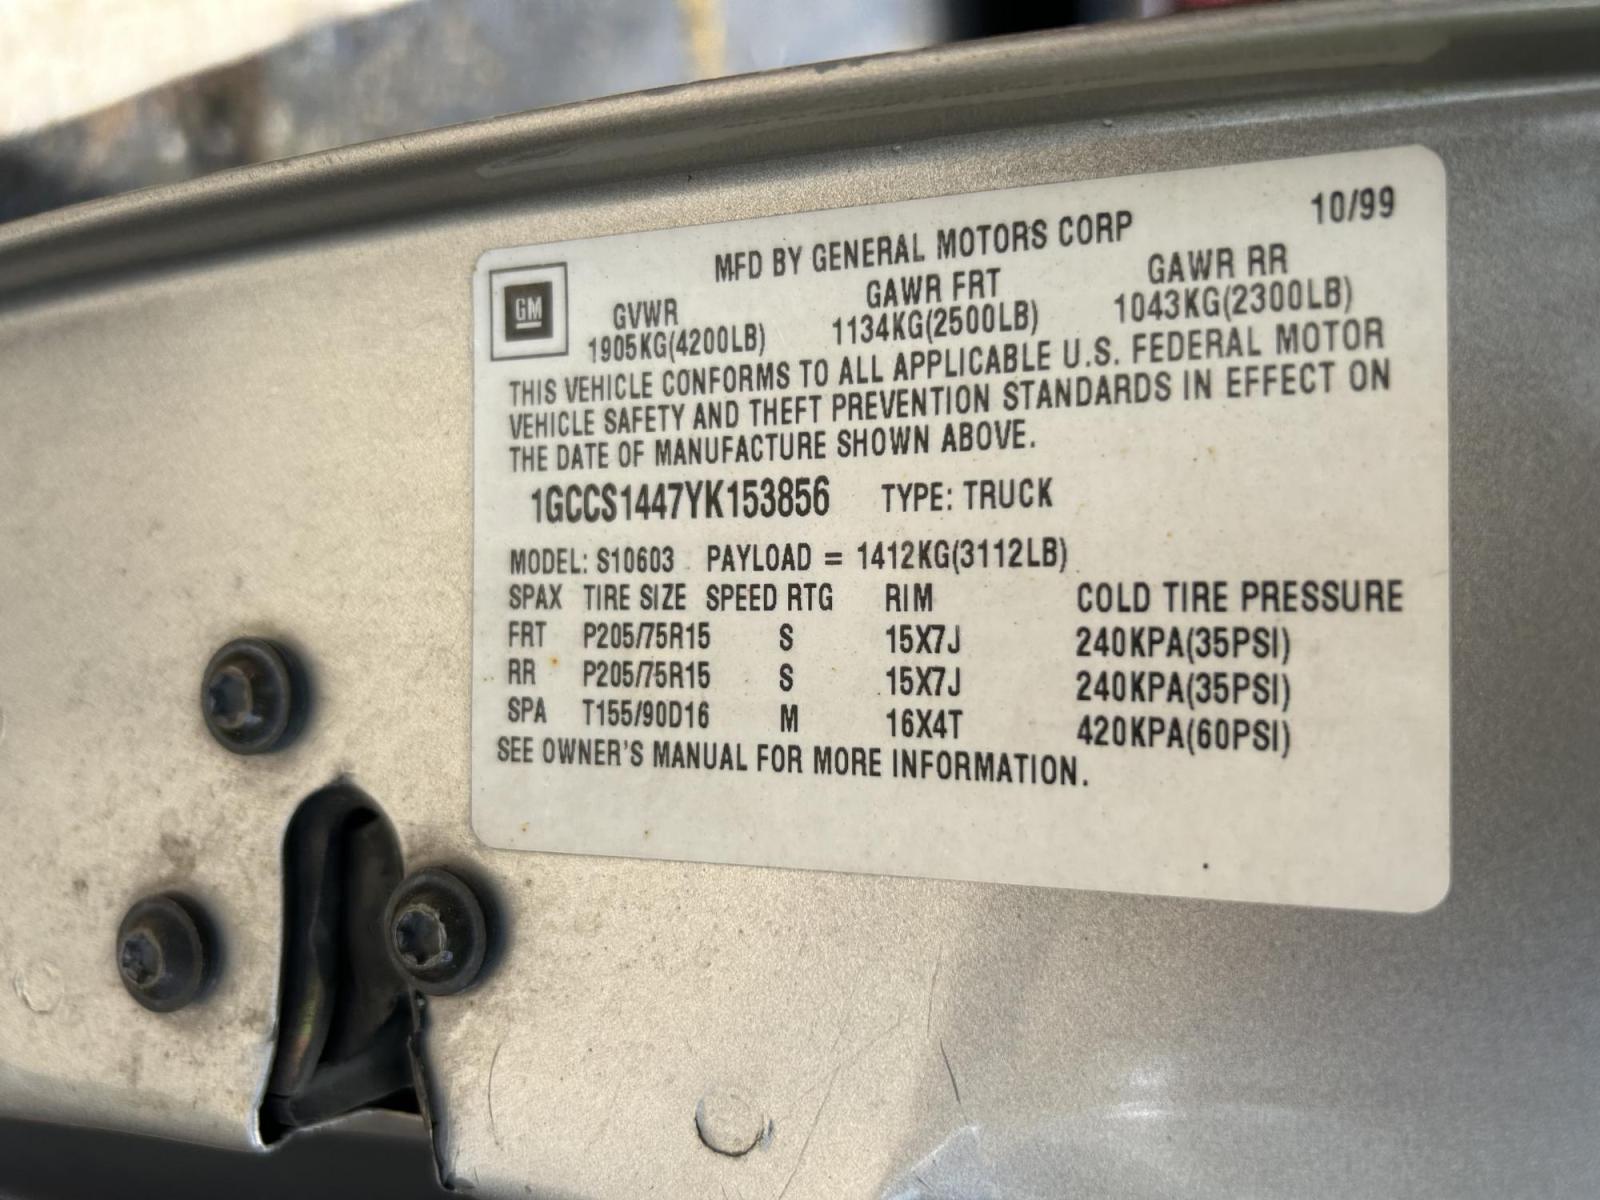 10/99
MFD BY GENERAL MOTORS CORP
GM
GVWR GAWR FRT GAWR RR
1905KG(4200LB) 1134KG(2500LB) 1043KG(2300LB)
THIS VEHICLE CONFORMS TO ALL APPLICABLE U.S. FEDERAL MOTOR
VEHICLE SAFETY AND THEFT PREVENTION STANDARDS IN EFFECT ON
THE DATE OF MANUFACTURE SHOWN ABOVE.
1GCCS1447YK153856 TYPE: TRUCK
MODEL: S10603 PAYLOAD = 1412KG(3112LB)
SPAX TIRE SIZE SPEED RTG RIM COLD TIRE PRESSURE
FRT P205/75R15 S 15X7J 240KPA(35PSI)
RR P205/75R15 S 15X7J 240KPA(35PSI)
SPA T155/90D16 M 16X4T 420KPA(60PSI)
SEE OWNER'S MANUAL FOR MORE INFORMATION.